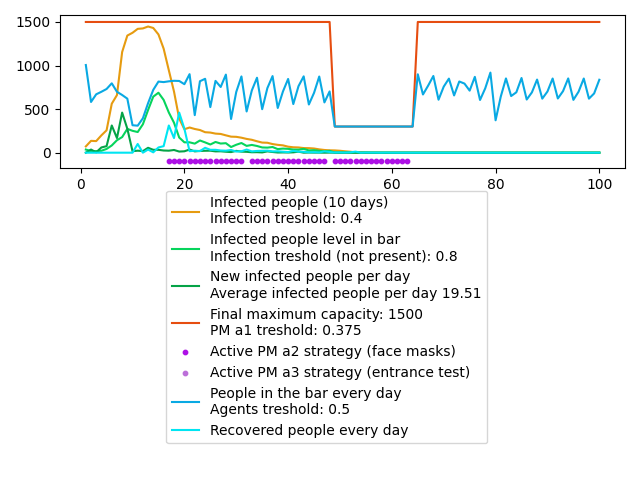 1500
1000
500
0
0
20
40
60
80
100
Infected people (10 days)
Infection treshold: 0.4
Infected people level in bar
Infection treshold (not present): 0.8
New infected people per day
Average infected people per day 19.51
Final maximum capacity: 1500
PM a1 treshold: 0.375
Active PM a2 strategy (face masks)
Active PM a3 strategy (entrance test)
People in the bar every day
Agents treshold: 0.5
Recovered people every day